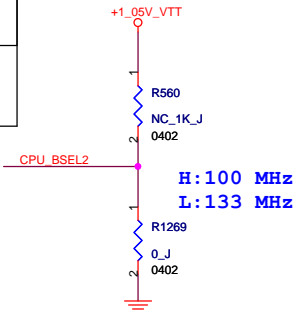 +1_05V_VTT
1
R560
NC_1K_J
2
0402
CPU_BSEL2
H:100 MHz
L:133 MHz
1
R1269
0_J
2
0402